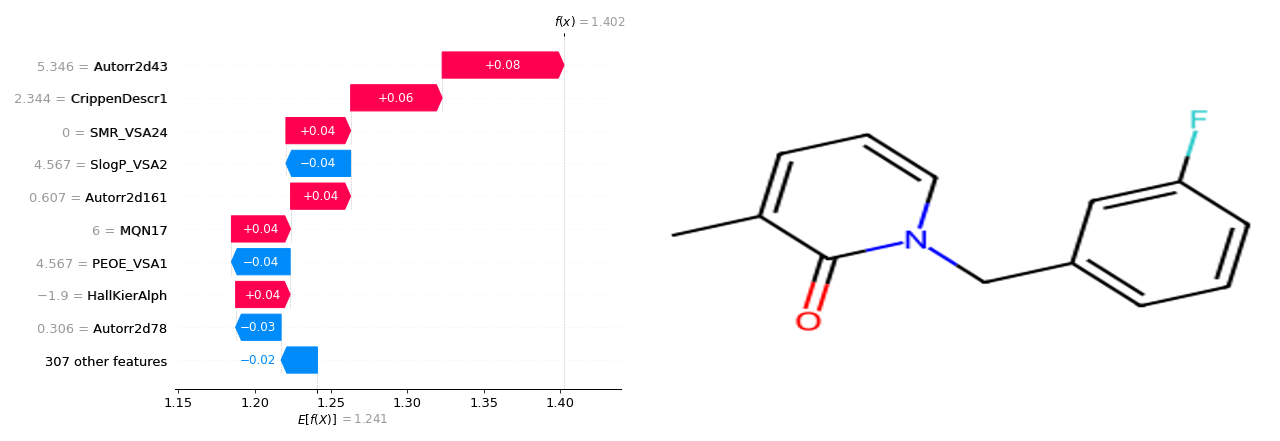 f(x) = 1.402
5.346 = Autorr2d43
+0.08
2.344 = CrippenDescr1
+0.06
0 = SMR_VSA24
+0.04
4.567 = SlogP_VSA2
−0.04
0.607 = Autorr2d161
+0.04
6 = MQN17
+0.04
4.567 = PEOE_VSA1
−0.04
−1.9 = HallKierAlph
+0.04
0.306 = Autorr2d78
−0.03
307 other features
−0.02
1.15 1.20 1.25 1.30 1.35 1.40
E[f(X)] = 1.241
F
N
O